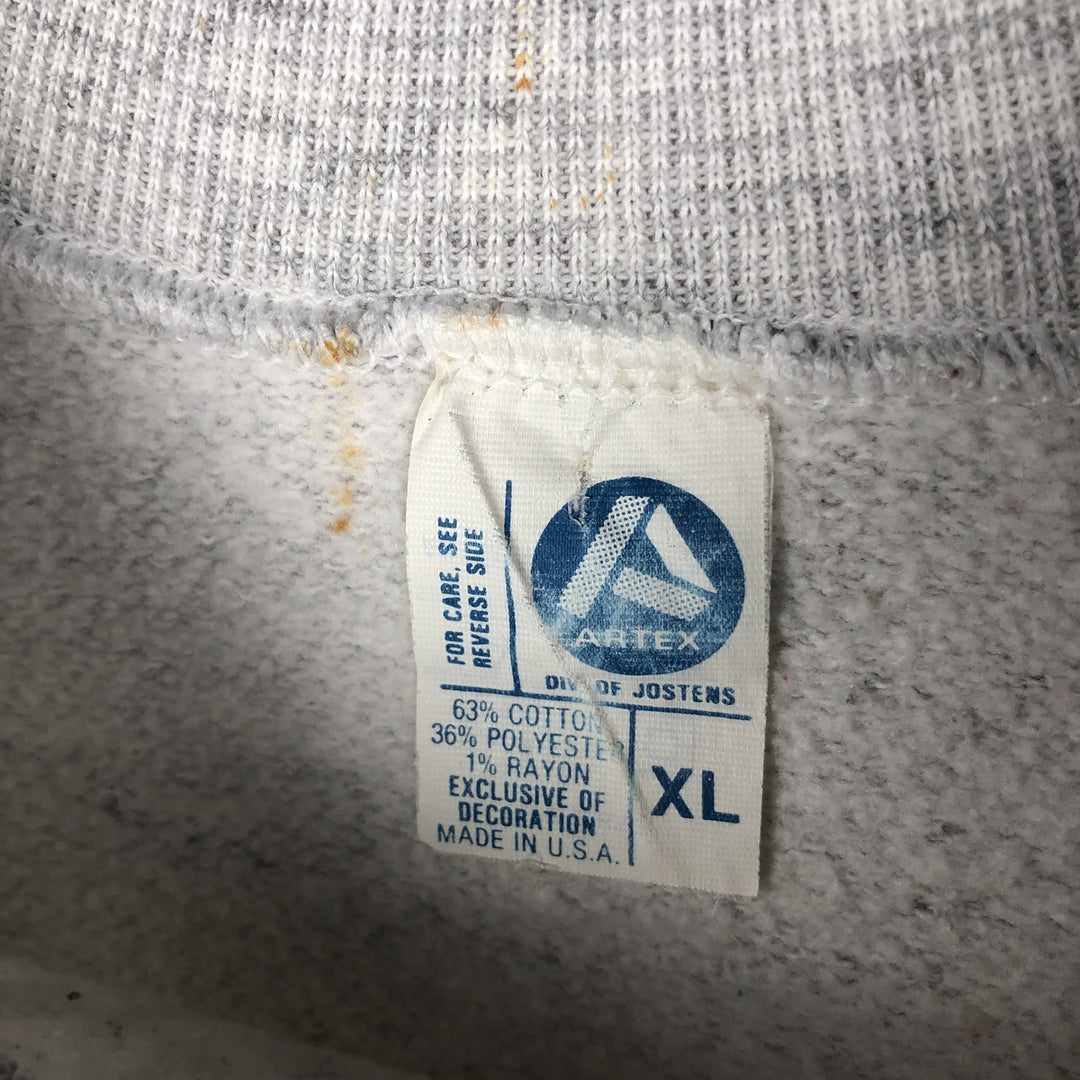 FOR CARE, SEE
REVERSE SIDE
ARTEX
DIV. OF JOSTENS
63% COTTON
36% POLYESTER
1% RAYON
EXCLUSIVE OF
DECORATION
MADE IN U.S.A.
XL